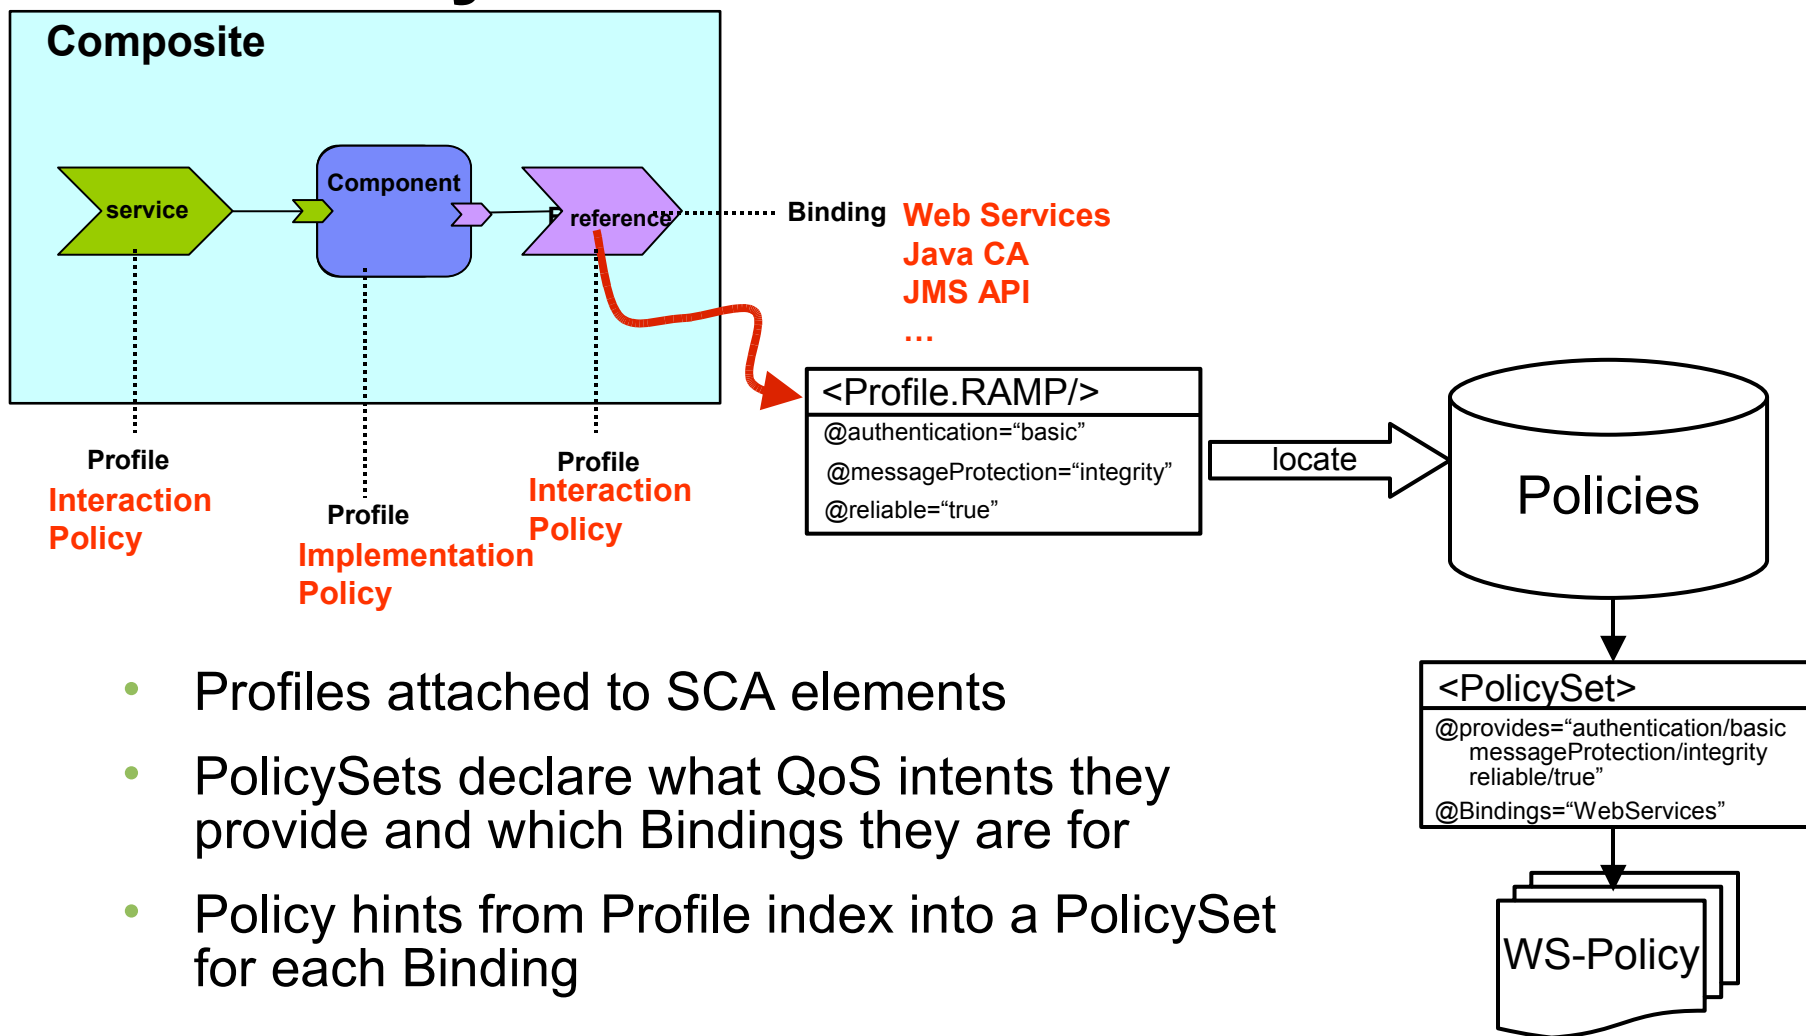 Composite
service
Component
reference
Binding
Web Services
Java CA
JMS API
…
Profile
Interaction
Policy
Profile
Implementation
Policy
Profile
Interaction
Policy
<Profile.RAMP/>
@authentication=“basic”
@messageProtection=“integrity”
@reliable=“true”
locate
Policies
<PolicySet>
@provides=“authentication/basic
messageProtection/integrity
reliable/true”
@Bindings=“WebServices”
WS-Policy
• Profiles attached to SCA elements
• PolicySets declare what QoS intents they
provide and which Bindings they are for
• Policy hints from Profile index into a PolicySet
for each Binding